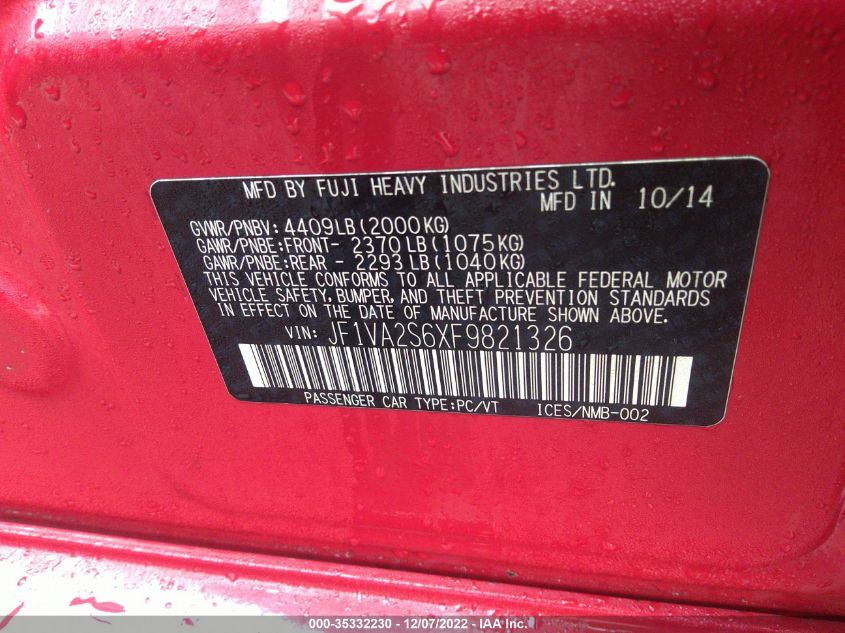 MFD BY FUJI HEAVY INDUSTRIES LTD.
MFD IN 10/14
GVWR/PNBV: 4409LB(2000KG)
GAWR/PNBE:FRONT- 2370LB(1075KG)
GAWR/PNBE:REAR - 2293LB(1040KG)
THIS VEHICLE CONFORMS TO ALL APPLICABLE FEDERAL MOTOR
VEHICLE SAFETY, BUMPER, AND THEFT PREVENTION STANDARDS
IN EFFECT ON THE DATE OF MANUFACTURE SHOWN ABOVE.
VIN: JF1VA2S6XF9821326
PASSENGER CAR TYPE:PC/VT ICES/NMB-002
000-35332230 - 12/07/2022 - IAA Inc.